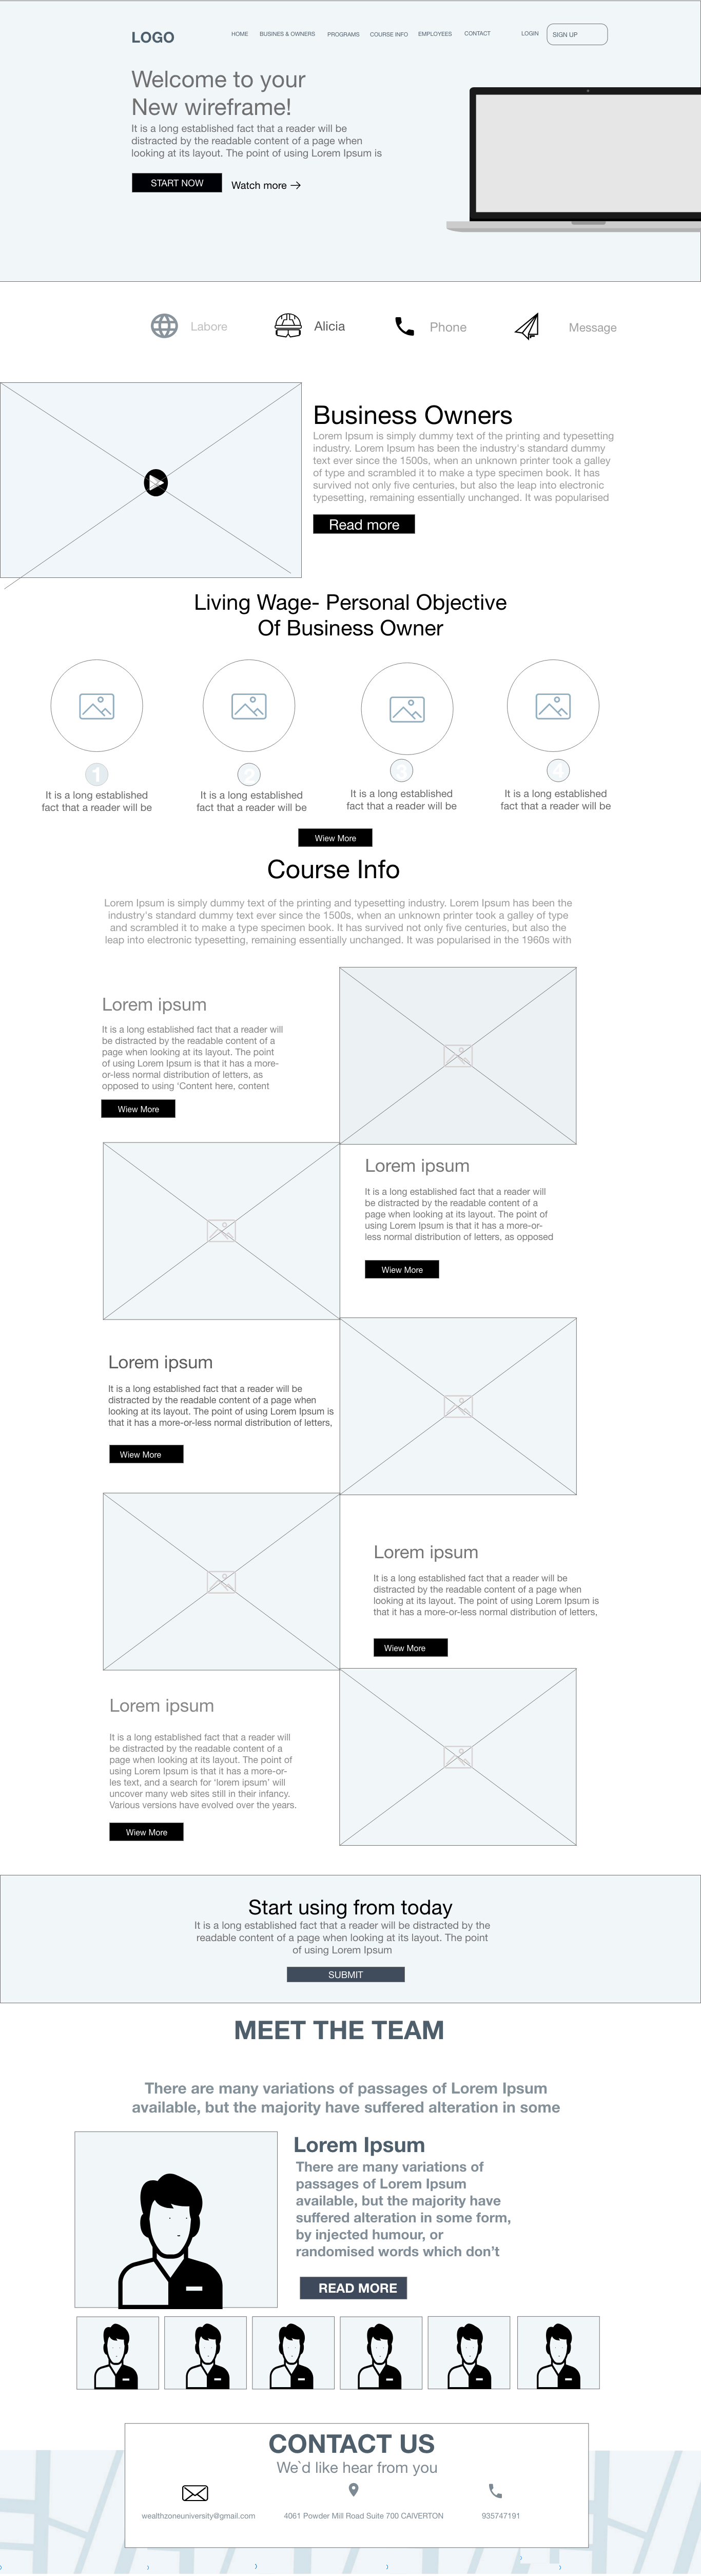 LOGO
HOME
BUSINES & OWNERS
PROGRAMS
COURSE INFO
EMPLOYEES
CONTACT
LOGIN
SIGN UP
Welcome to your
New wireframe!
It is a long established fact that a reader will be
distracted by the readable content of a page when
looking at its layout. The point of using Lorem Ipsum is
START NOW
Watch more
Labore
Alicia
Phone
Message
Business Owners
Lorem Ipsum is simply dummy text of the printing and typesetting
industry. Lorem Ipsum has been the industry's standard dummy
text ever since the 1500s, when an unknown printer took a galley
of type and scrambled it to make a type specimen book. It has
survived not only five centuries, but also the leap into electronic
typesetting, remaining essentially unchanged. It was popularised
Read more
Living Wage- Personal Objective
Of Business Owner
1
2
3
4
It is a long established
fact that a reader will be
It is a long established
fact that a reader will be
It is a long established
fact that a reader will be
It is a long established
fact that a reader will be
Wiew More
Course Info
Lorem Ipsum is simply dummy text of the printing and typesetting industry. Lorem Ipsum has been the
industry's standard dummy text ever since the 1500s, when an unknown printer took a galley of type
and scrambled it to make a type specimen book. It has survived not only five centuries, but also the
leap into electronic typesetting, remaining essentially unchanged. It was popularised in the 1960s with
Lorem ipsum
It is a long established fact that a reader will
be distracted by the readable content of a
page when looking at its layout. The point
of using Lorem Ipsum is that it has a more-
or-less normal distribution of letters, as
opposed to using 'Content here, content
Wiew More
Lorem ipsum
It is a long established fact that a reader will
be distracted by the readable content of a
page when looking at its layout. The point of
using Lorem Ipsum is that it has a more-or-
less normal distribution of letters, as opposed
Wiew More
Lorem ipsum
It is a long established fact that a reader will be
distracted by the readable content of a page when
looking at its layout. The point of using Lorem Ipsum is
that it has a more-or-less normal distribution of letters,
Wiew More
Lorem ipsum
It is a long established fact that a reader will be
distracted by the readable content of a page when
looking at its layout. The point of using Lorem Ipsum is
that it has a more-or-less normal distribution of letters,
Wiew More
Lorem ipsum
It is a long established fact that a reader will
be distracted by the readable content of a
page when looking at its layout. The point of
using Lorem Ipsum is that it has a more-or-
les text, and a search for 'lorem ipsum' will
uncover many web sites still in their infancy.
Various versions have evolved over the years.
Wiew More
Start using from today
It is a long established fact that a reader will be distracted by the
readable content of a page when looking at its layout. The point
of using Lorem Ipsum
SUBMIT
MEET THE TEAM
There are many variations of passages of Lorem Ipsum
available, but the majority have suffered alteration in some
Lorem Ipsum
There are many variations of
passages of Lorem Ipsum
available, but the majority have
suffered alteration in some form,
by injected humour, or
randomised words which don't
READ MORE
CONTACT US
We`d like hear from you
wealthzoneuniversity@gmail.com
4061 Powder Mill Road Suite 700 CAIVERTON
935747191